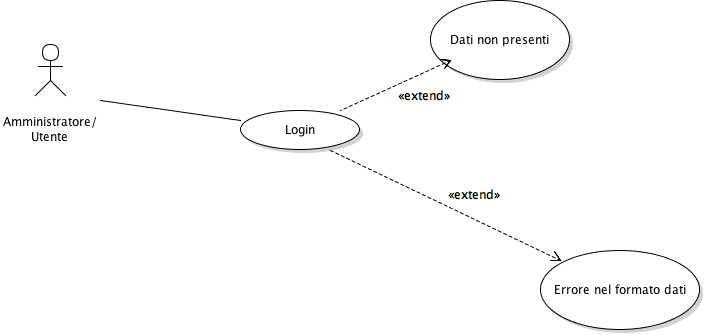 Dati non presenti
«extend»
Amministratore/
Utente
Login
«extend»
Errore nel formato dati